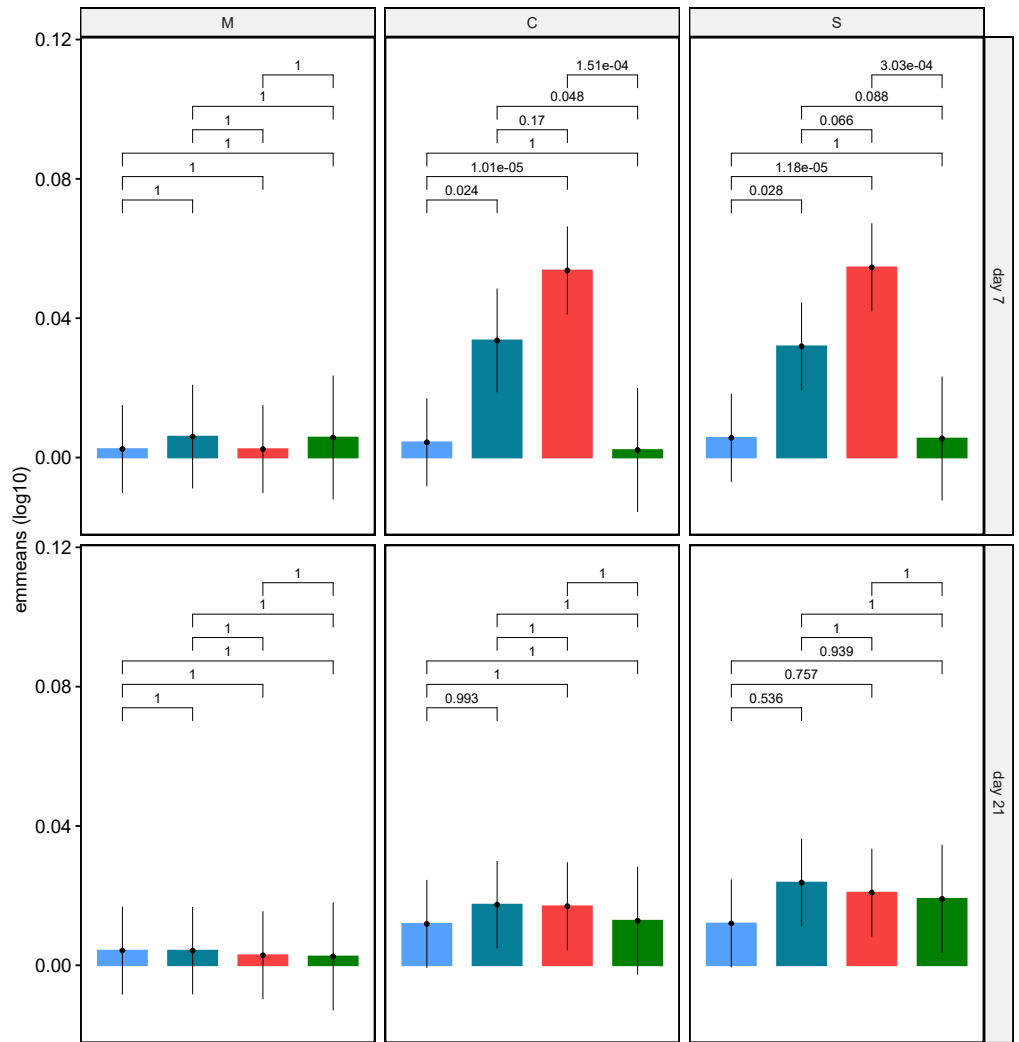 M C S
0.12
1 1.51e-04 3.03e-04
1 0.048 0.088
1 0.17 0.066
1 1 1
0.08
1 1.01e-05 1.18e-05
1 0.024 0.028
day 7
0.04
0.00
emmeans (log10)
0.12
1 1 1
1 1 1
1 1 1
1 1 0.939
0.08
1 1 0.757
1 0.993 0.536
day 21
0.04
0.00